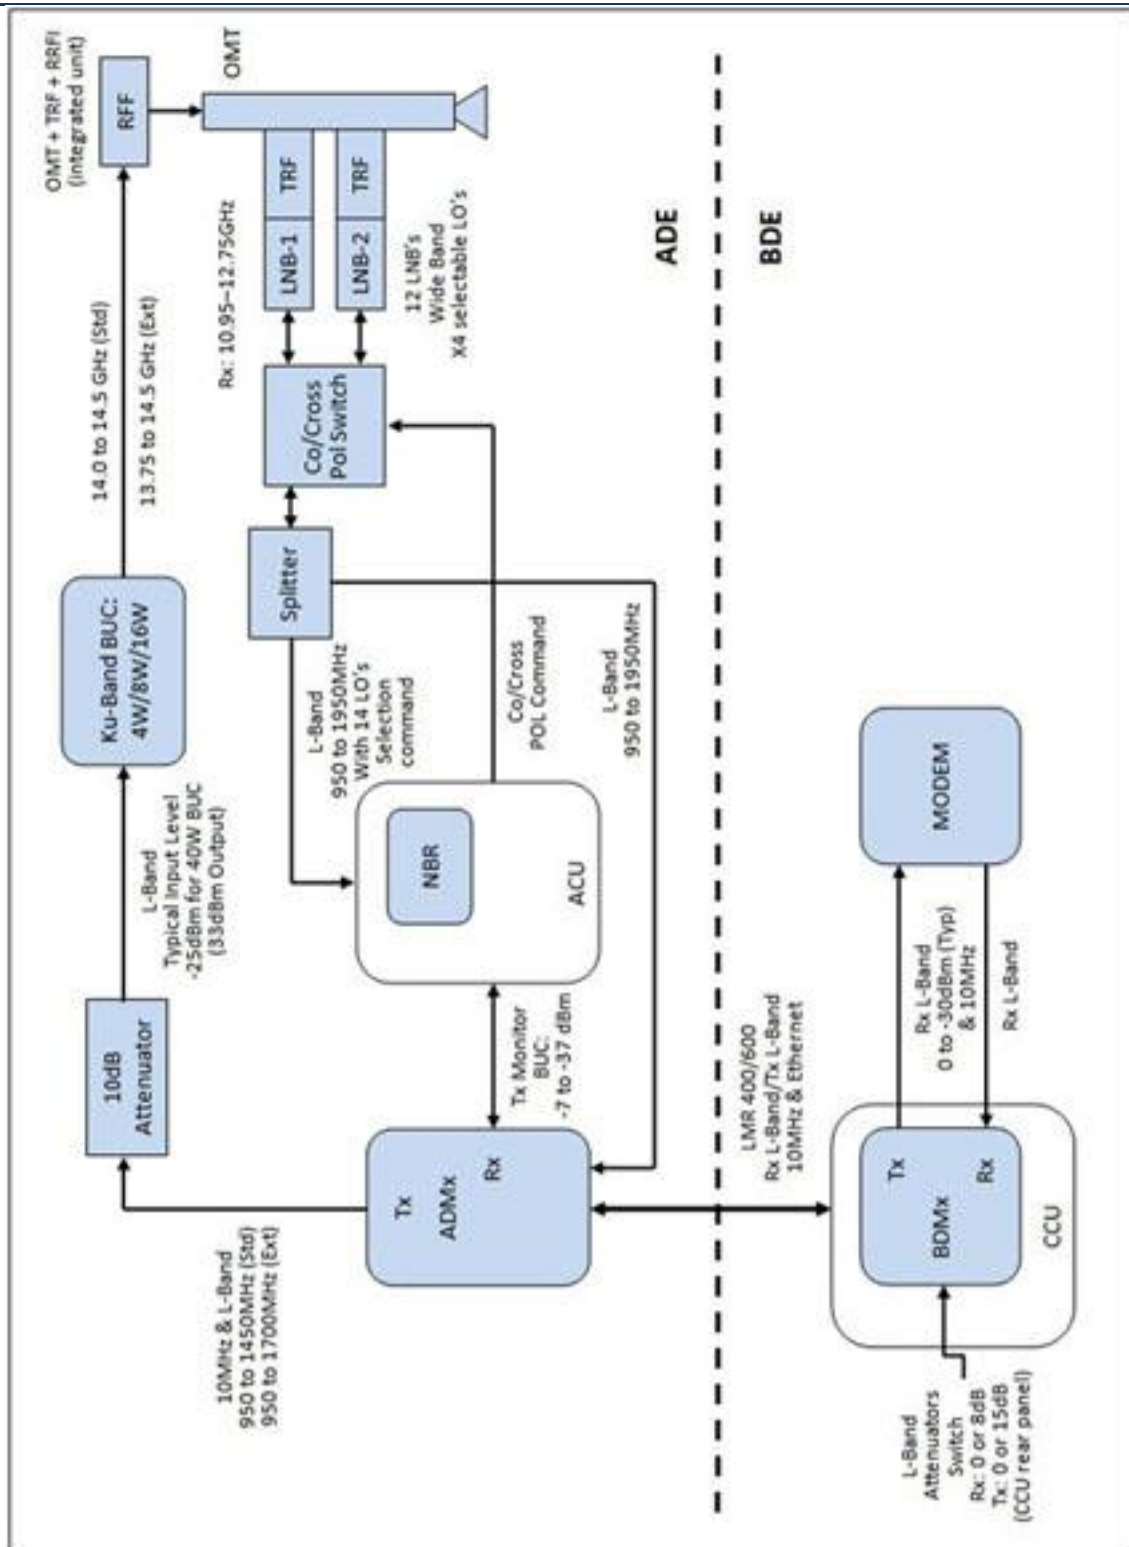 OMT + TRF + RRFI
(integrated unit)
RFF
OMT
14.0 to 14.5 GHz (Std)
13.75 to 14.5 GHz (Ext)
Ku-Band BUC:
4W/8W/16W
L-Band
Typical Input Level
-25dBm for 40W BUC
(33dBm Output)
10dB
Attenuator
10MHz & L-Band
950 to 1450MHz (Std)
950 to 1700MHz (Ext)
Rx: 10.95–12.75GHz
TRF
LNB-1
TRF
LNB-2
12 LNB's
Wide Band
X4 selectable LO's
Co/Cross
Pol Switch
Splitter
L-Band
950 to 1950MHz
With 14 LO's
Selection
command
Co/Cross
POL Command
L-Band
950 to 1950MHz
NBR
ACU
Tx Monitor
BUC:
-7 to -37 dBm
Tx
ADMx
Rx
ADE
BDE
LMR 400/600
Rx L-Band/Tx L-Band
10MHz & Ethernet
MODEM
Rx L-Band
0 to -30dBm (Typ)
& 10MHz
Rx L-Band
Tx
BDMx
Rx
CCU
L-Band
Attenuators
Switch
Rx: 0 or 8dB
Tx: 0 or 15dB
(CCU rear panel)